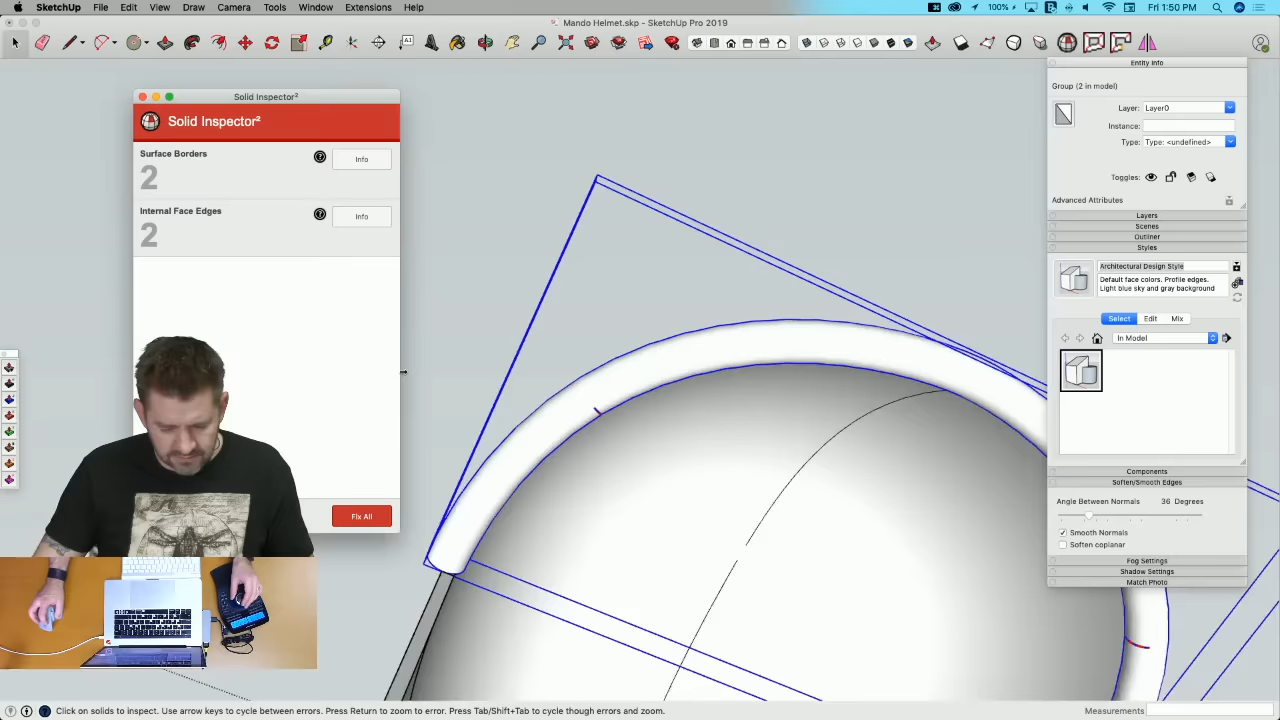 SketchUp File Edit View Draw Camera Tools Window Extensions Help
100% Fri 1:50 PM
Mando Helmet.skp - SketchUp Pro 2019
Solid Inspector²
Solid Inspector²
Surface Borders
2
Info
Internal Face Edges
2
Info
Fix All
Entity Info
Group (2 in model)
Layer: Layer0
Instance:
Type: Type: <undefined>
Toggles:
Advanced Attributes
Layers
Scenes
Outliner
Styles
Architectural Design Style
Default face colors. Profile edges.
Light blue sky and gray background
Select Edit Mix
In Model
Components
Soften/Smooth Edges
Angle Between Normals 36 Degrees
Smooth Normals
Soften coplanar
Fog Settings
Shadow Settings
Match Photo
Click on solids to inspect. Use arrow keys to cycle between errors. Press Return to zoom to error. Press Tab/Shift+Tab to cycle though errors and zoom.
Measurements